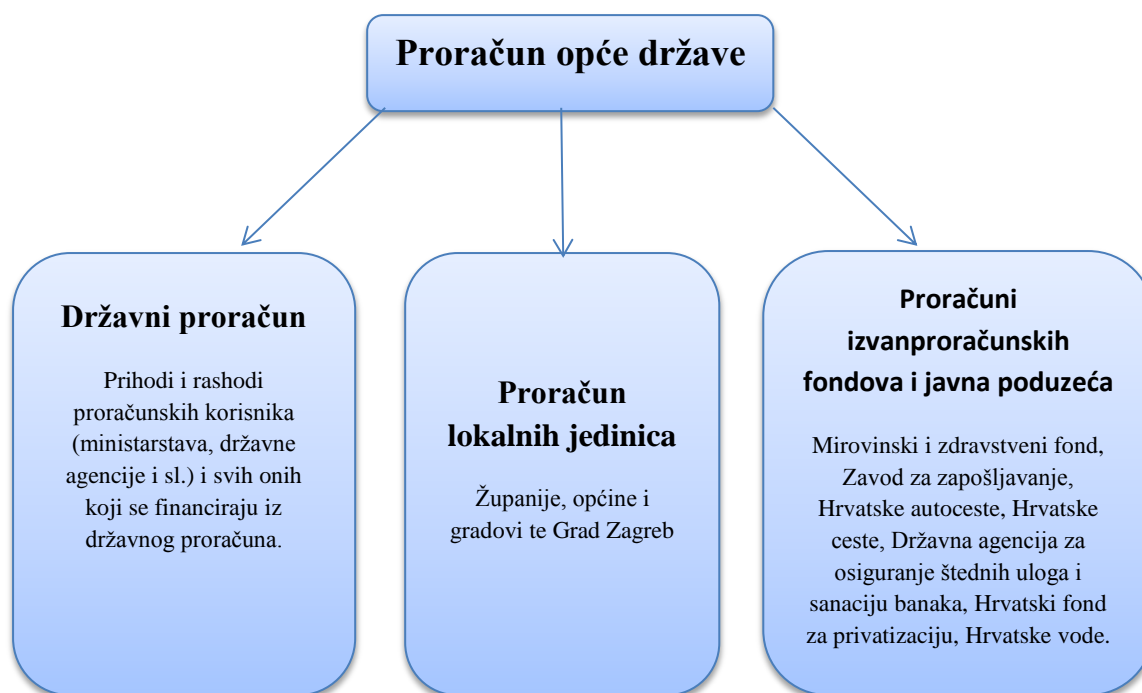 Proračun opće države
Državni proračun
Prihodi i rashodi
proračunskih korisnika
(ministarstava, državne
agencije i sl.) i svih onih
koji se financiraju iz
državnog proračuna.
Proračun
lokalnih jedinica
Županije, općine i
gradovi te Grad Zagreb
Proračuni
izvanproračunskih
fondova i javna poduzeća
Mirovinski i zdravstveni fond,
Zavod za zapošljavanje,
Hrvatske autoceste, Hrvatske
ceste, Državna agencija za
osiguranje štednih uloga i
sanaciju banaka, Hrvatski fond
za privatizaciju, Hrvatske vode.